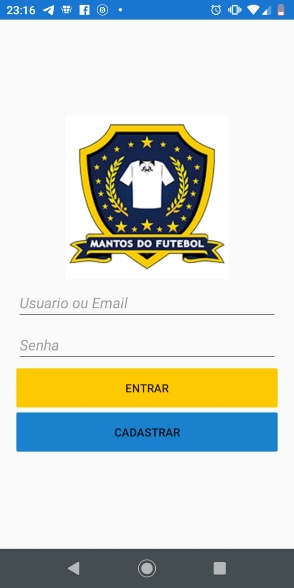 23:16
MANTOS DO FUTEBOL
Usuario ou Email
Senha
ENTRAR
CADASTRAR